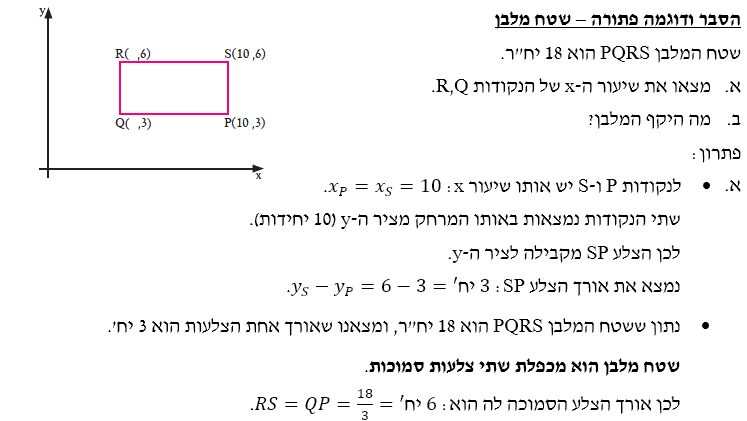 הסבר ודוגמה פתורה – שטח מלבן
שטח המלבן PQRS הוא 18 יח"ר.
א. מצאו את שיעור ה-x של הנקודות R,Q.
ב. מה היקף המלבן?
פתרון:
א. • לנקודות P ו-S יש אותו שיעור x: xₚ = x_S = 10.
שתי הנקודות נמצאות באותו המרחק מציר ה-y (10 יחידות).
לכן הצלע SP מקבילה לציר ה-y.
נמצא את אורך הצלע SP: 3 יח' = y_S − y_P = 6 − 3.
• נתון ששטח המלבן PQRS הוא 18 יח"ר, ומצאנו שאורך אחת הצלעות הוא 3 יח'.
שטח מלבן הוא מכפלת שתי צלעות סמוכות.
לכן אורך הצלע הסמוכה לה הוא: 6 יח' = RS = QP = 18/3.
y
R( ,6) S(10,6)
Q( ,3) P(10,3)
x